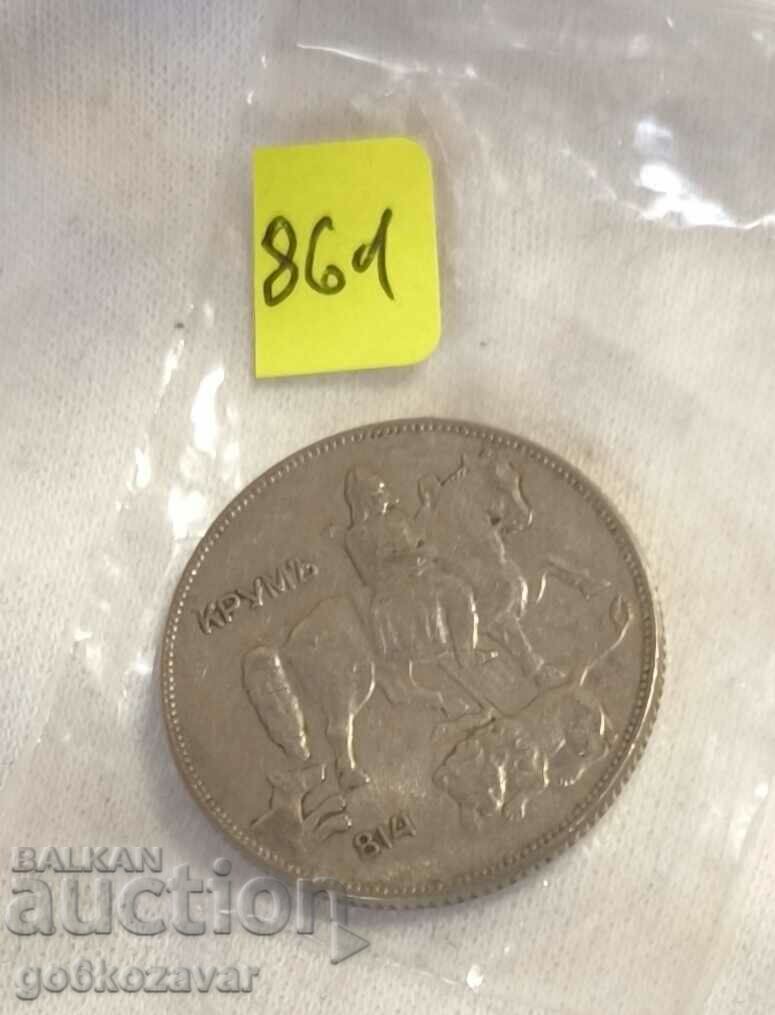 861
КРУМЪ
814
BALKAN
auction
go6kozavar